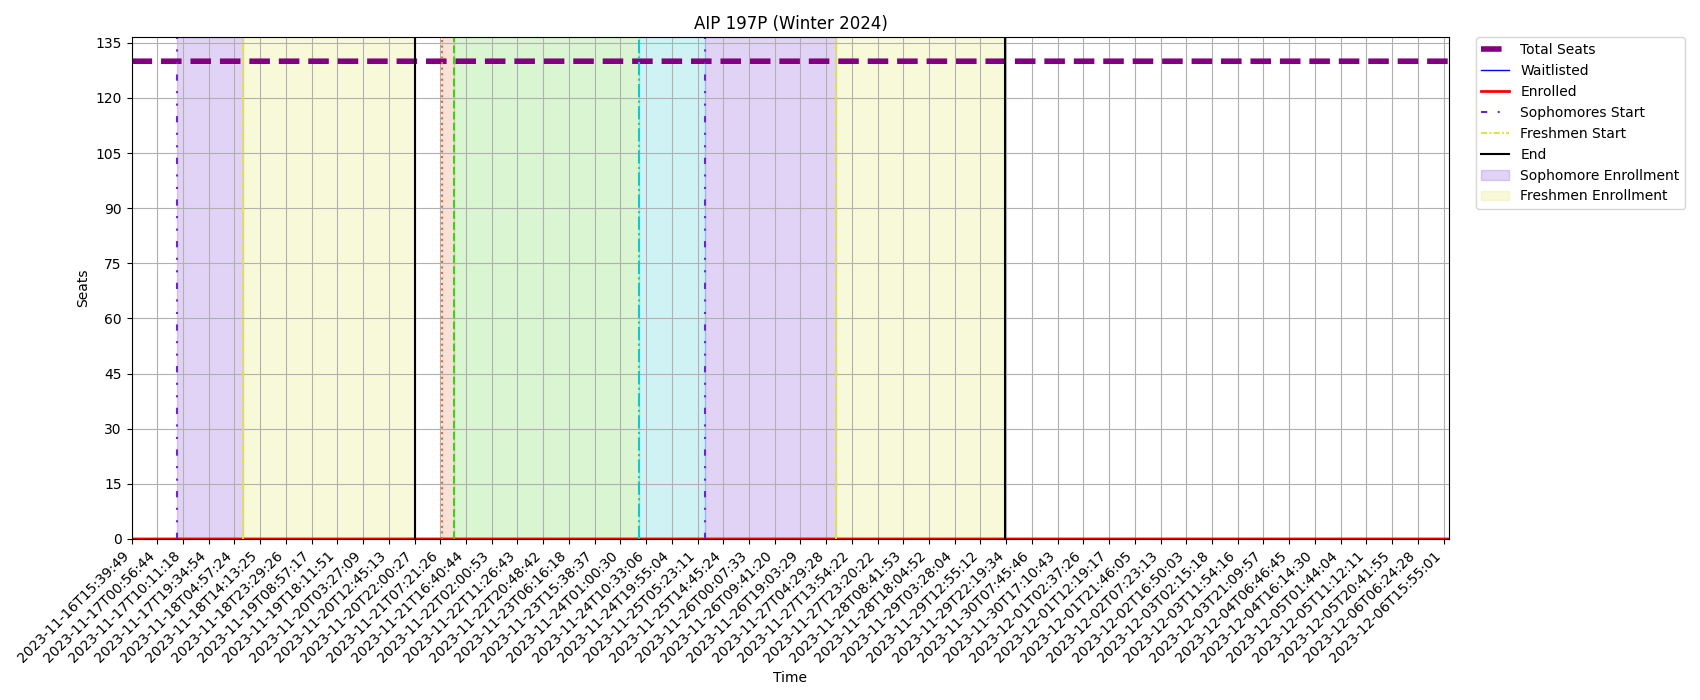 AIP 197P (Winter 2024)
135
120
105
90
75
60
45
30
15
0
Seats
2023-11-16T15:39:49
2023-11-17T00:56:44
2023-11-17T10:11:18
2023-11-17T19:34:54
2023-11-18T04:57:24
2023-11-18T14:13:25
2023-11-18T23:29:26
2023-11-19T08:57:17
2023-11-19T18:11:51
2023-11-20T03:27:09
2023-11-20T12:45:13
2023-11-20T22:00:27
2023-11-21T07:21:26
2023-11-21T16:40:44
2023-11-22T02:00:53
2023-11-22T11:26:43
2023-11-22T20:48:42
2023-11-23T06:16:18
2023-11-23T15:38:37
2023-11-24T01:00:30
2023-11-24T10:33:06
2023-11-24T19:55:04
2023-11-25T05:23:11
2023-11-25T14:45:24
2023-11-26T00:07:33
2023-11-26T09:41:20
2023-11-26T19:03:29
2023-11-27T04:29:28
2023-11-27T13:54:22
2023-11-27T23:20:22
2023-11-28T08:41:53
2023-11-28T18:04:52
2023-11-29T03:28:04
2023-11-29T12:55:12
2023-11-29T22:19:34
2023-11-30T07:45:46
2023-11-30T17:10:43
2023-12-01T02:37:26
2023-12-01T12:19:17
2023-12-01T21:46:05
2023-12-02T07:23:13
2023-12-02T16:50:03
2023-12-03T02:15:18
2023-12-03T11:54:16
2023-12-03T21:09:57
2023-12-04T06:46:45
2023-12-04T16:14:30
2023-12-05T01:44:04
2023-12-05T11:12:11
2023-12-05T20:41:55
2023-12-06T06:24:28
2023-12-06T15:55:01
Time
Total Seats
Waitlisted
Enrolled
Sophomores Start
Freshmen Start
End
Sophomore Enrollment
Freshmen Enrollment